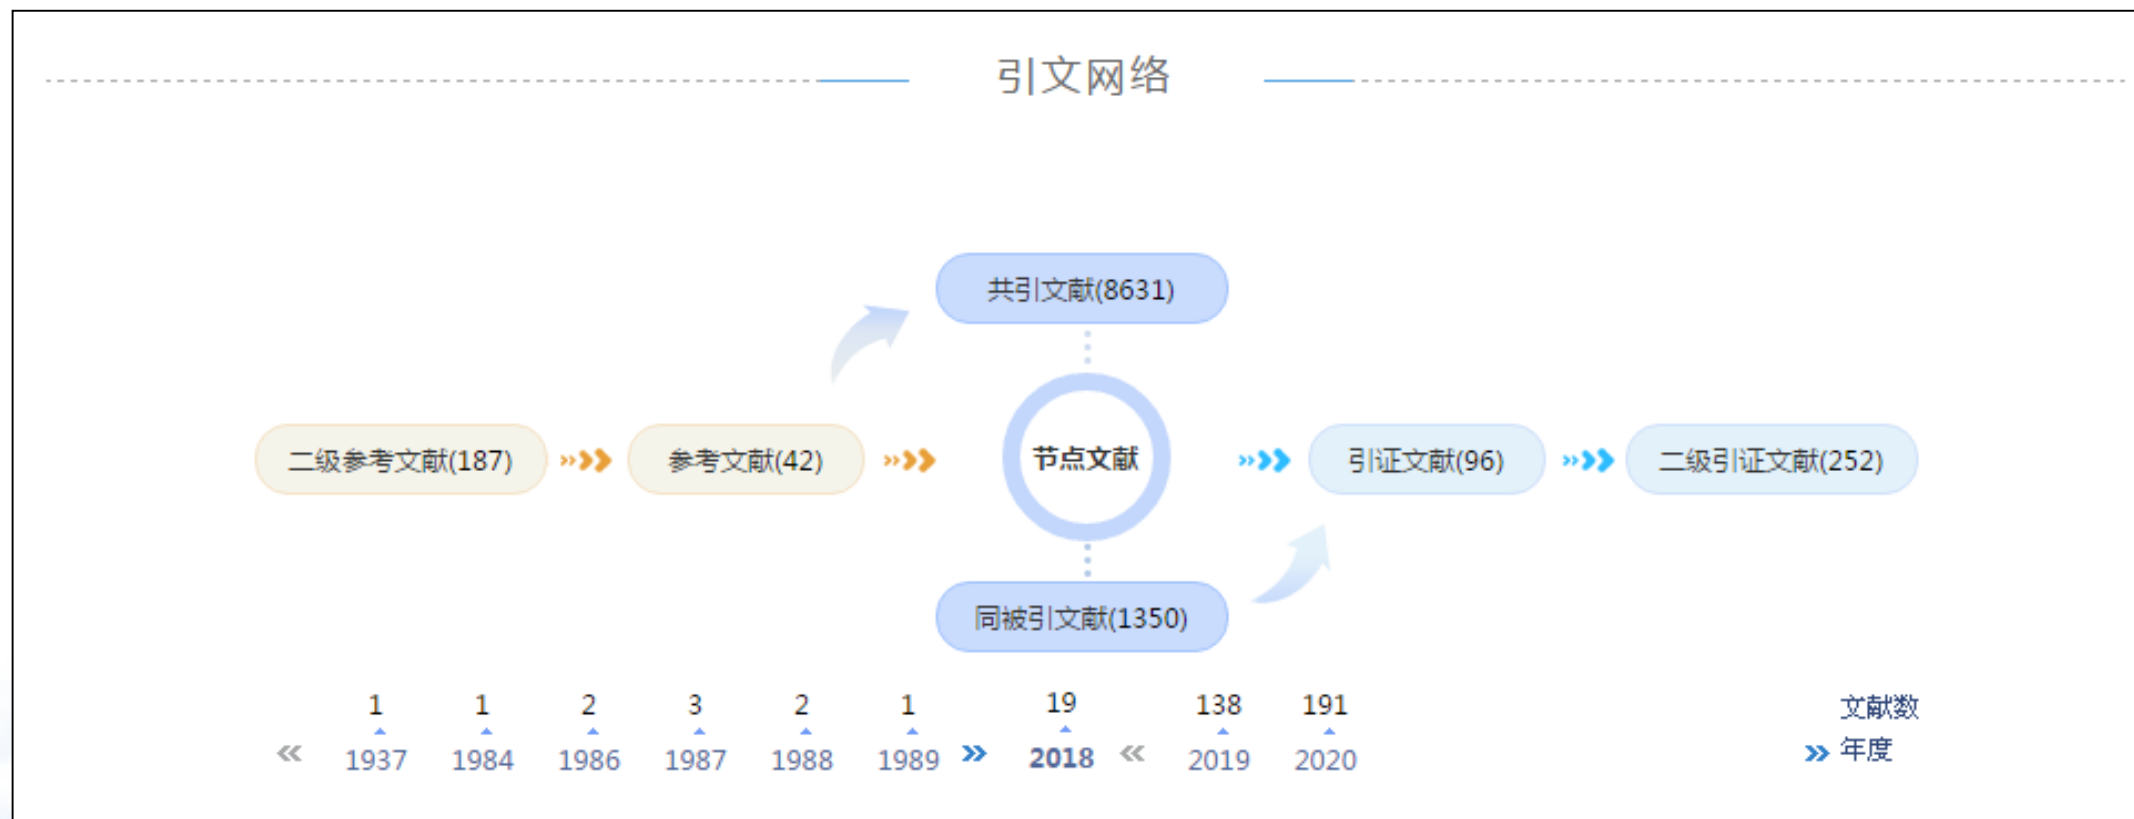 引文网络
共引文献(8631)
二级参考文献(187)
参考文献(42)
节点文献
引证文献(96)
二级引证文献(252)
同被引文献(1350)
1 1 2 3 2 1 19 138 191 文献数
1937 1984 1986 1987 1988 1989 2018 2019 2020 年度